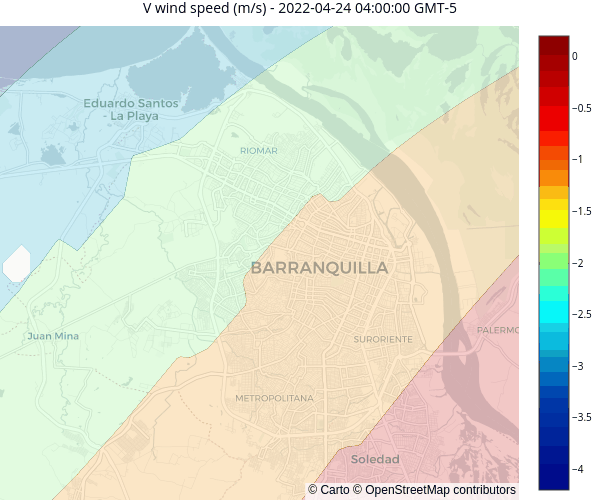 V wind speed (m/s) - 2022-04-24 04:00:00 GMT-5
Eduardo Santos
- La Playa
RIOMAR
BARRANQUILLA
Juan Mina
SURORIENTE
PALERMO
METROPOLITANA
Soledad
© Carto © OpenStreetMap contributors
0
−0.5
−1
−1.5
−2
−2.5
−3
−3.5
−4